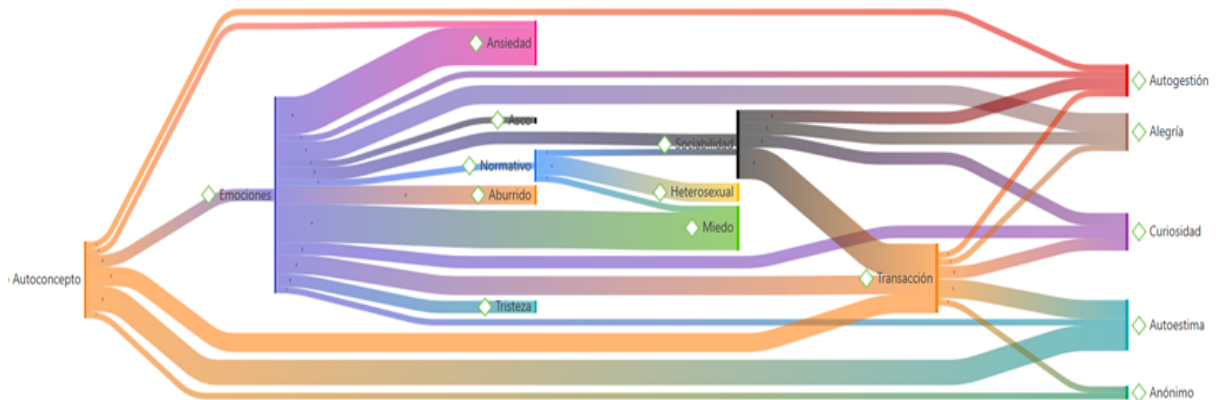 Ansiedad
Autogestión
Asco
Alegría
Sociabilidad
Normativo
Emociones
Aburrido
Heterosexual
Miedo
Curiosidad
Autoconcepto
Transacción
Tristeza
Autoestima
Anónimo